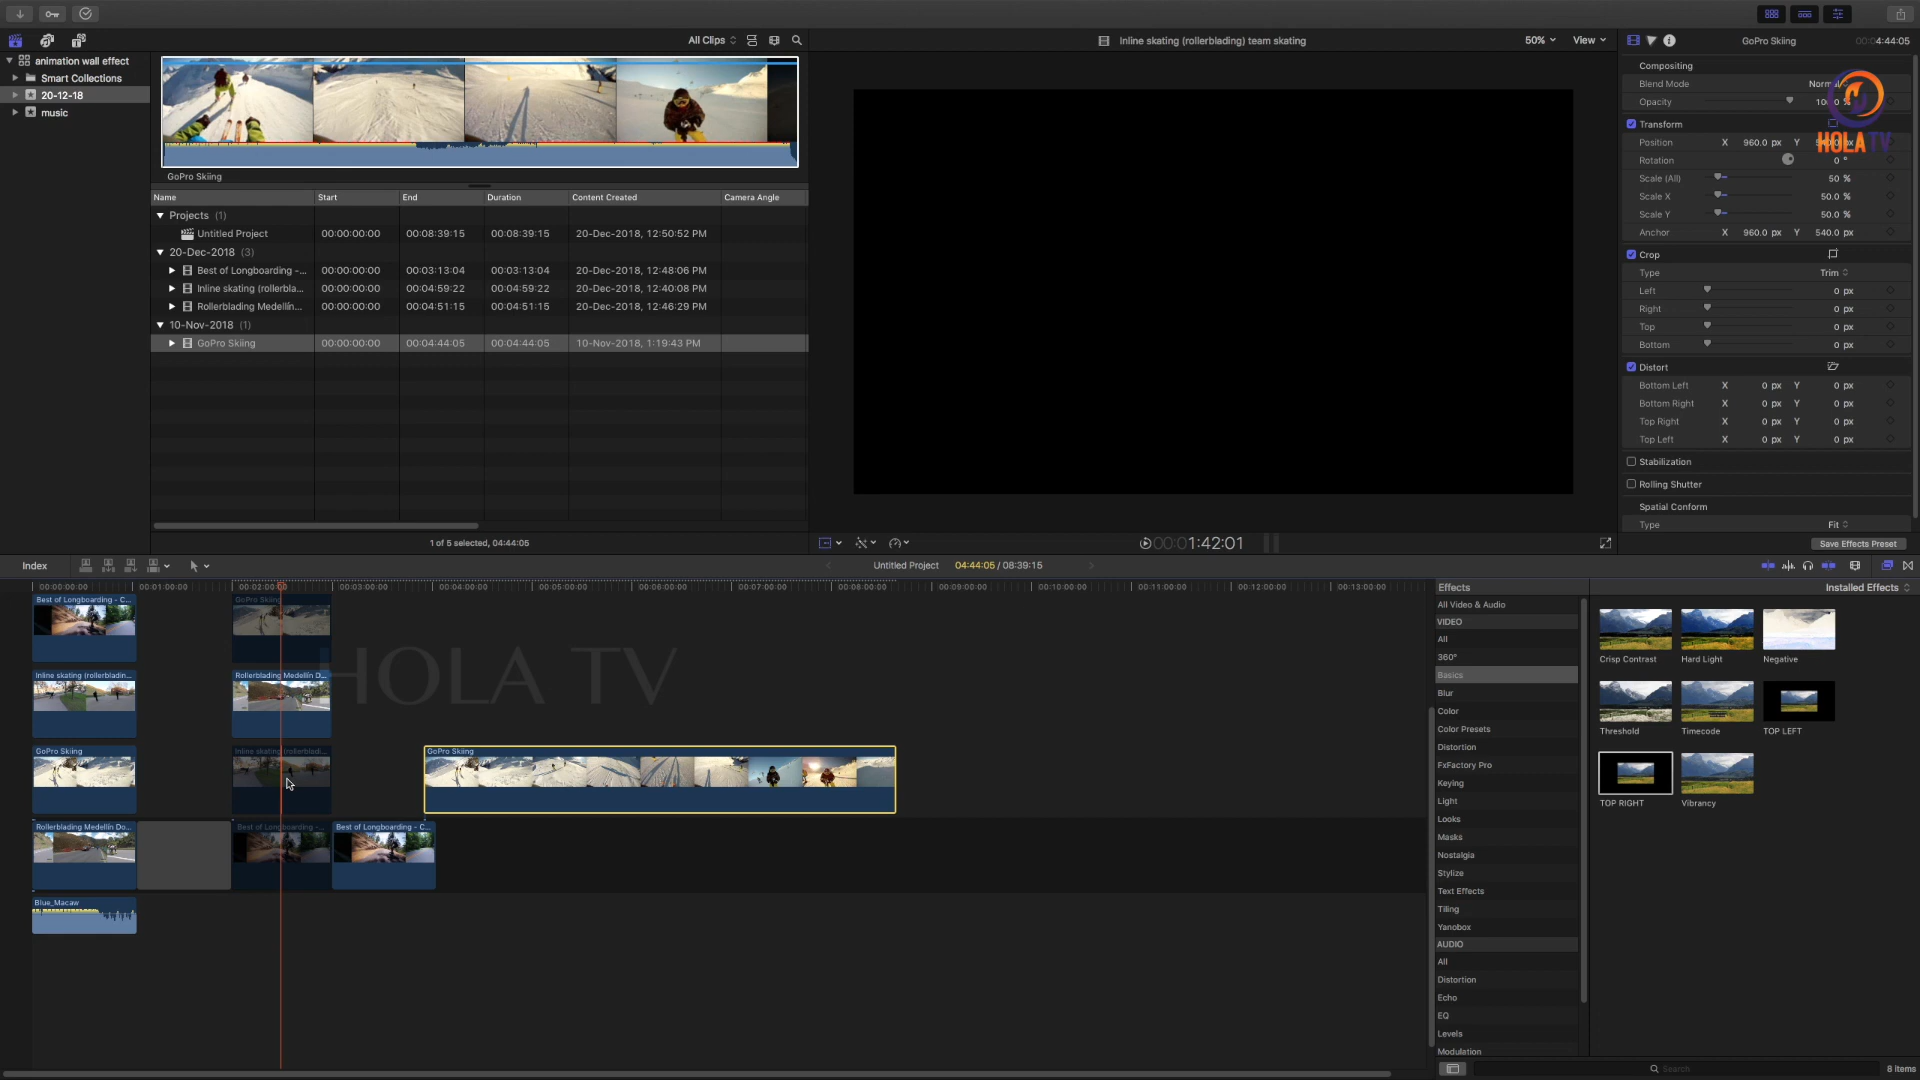 All Clips
Inline skating (rollerblading) team skating
50%
View
GoPro Skiing
4:44:05
animation wall effect
Smart Collections
20-12-18
music
GoPro Skiing
Name Start End Duration Content Created Camera Angle
Projects (1)
Untitled Project 00:00:00:00 00:08:39:15 00:08:39:15 20-Dec-2018, 12:50:52 PM
20-Dec-2018 (3)
Best of Longboarding -... 00:00:00:00 00:03:13:04 00:03:13:04 20-Dec-2018, 12:48:06 PM
Inline skating (rollerbla... 00:00:00:00 00:04:59:22 00:04:59:22 20-Dec-2018, 12:40:08 PM
Rollerblading Medellín... 00:00:00:00 00:04:51:15 00:04:51:15 20-Dec-2018, 12:46:29 PM
10-Nov-2018 (1)
GoPro Skiing 00:00:00:00 00:04:44:05 00:04:44:05 10-Nov-2018, 1:19:43 PM
1 of 5 selected, 04:44:05
00:00:01:42:01
Compositing
Blend Mode
Opacity
HOLA TV
Transform
Position X 960.0 px Y
Rotation 0 °
Scale (All) 50 %
Scale X 50.0 %
Scale Y 50.0 %
Anchor X 960.0 px Y 540.0 px
Crop
Type Trim
Left 0 px
Right 0 px
Top 0 px
Bottom 0 px
Distort
Bottom Left X 0 px Y 0 px
Bottom Right X 0 px Y 0 px
Top Right X 0 px Y 0 px
Top Left X 0 px Y 0 px
Stabilization
Rolling Shutter
Spatial Conform
Type Fit
Save Effects Preset
Index
Untitled Project 04:44:05 / 08:39:15
00:00:00:00 00:01:00:00 00:02:00:00 00:03:00:00 00:04:00:00 00:05:00:00 00:06:00:00 00:07:00:00 00:08:00:00 00:09:00:00 00:10:00:00 00:11:00:00 00:12:00:00 00:13:00:00
Best of Longboarding - C...
GoPro Skiing
Inline skating (rollerbladin...
Rollerblading Medellín D...
HOLA TV
GoPro Skiing
Inline skating (rollerbladi...
GoPro Skiing
Rollerblading Medellín Do...
Best of Longboarding -...
Best of Longboarding - C...
Blue_Macaw
Effects
Installed Effects
All Video & Audio
VIDEO
All
360°
Basics
Blur
Color
Color Presets
Distortion
FxFactory Pro
Keying
Light
Looks
Masks
Nostalgia
Stylize
Text Effects
Tiling
Yanobox
AUDIO
All
Distortion
Echo
EQ
Levels
Modulation
Crisp Contrast
Hard Light
Negative
Threshold
Timecode
TOP LEFT
TOP RIGHT
Vibrancy
Search
8 items